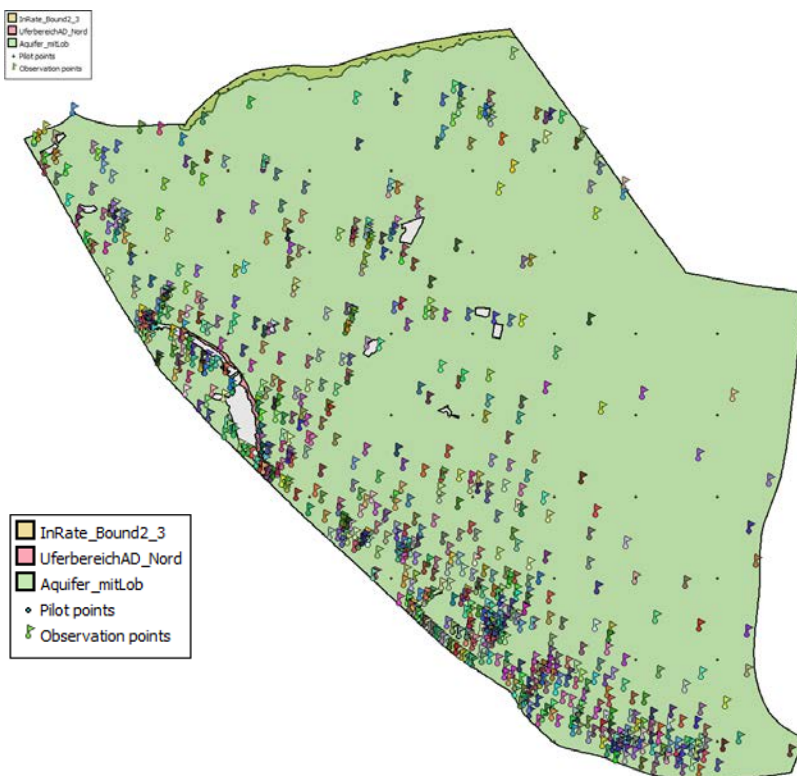 InRate_Bound2_3
UferbereichAD_Nord
Aquifer_mitLob
Pilot points
Observation points
InRate_Bound2_3
UferbereichAD_Nord
Aquifer_mitLob
Pilot points
Observation points